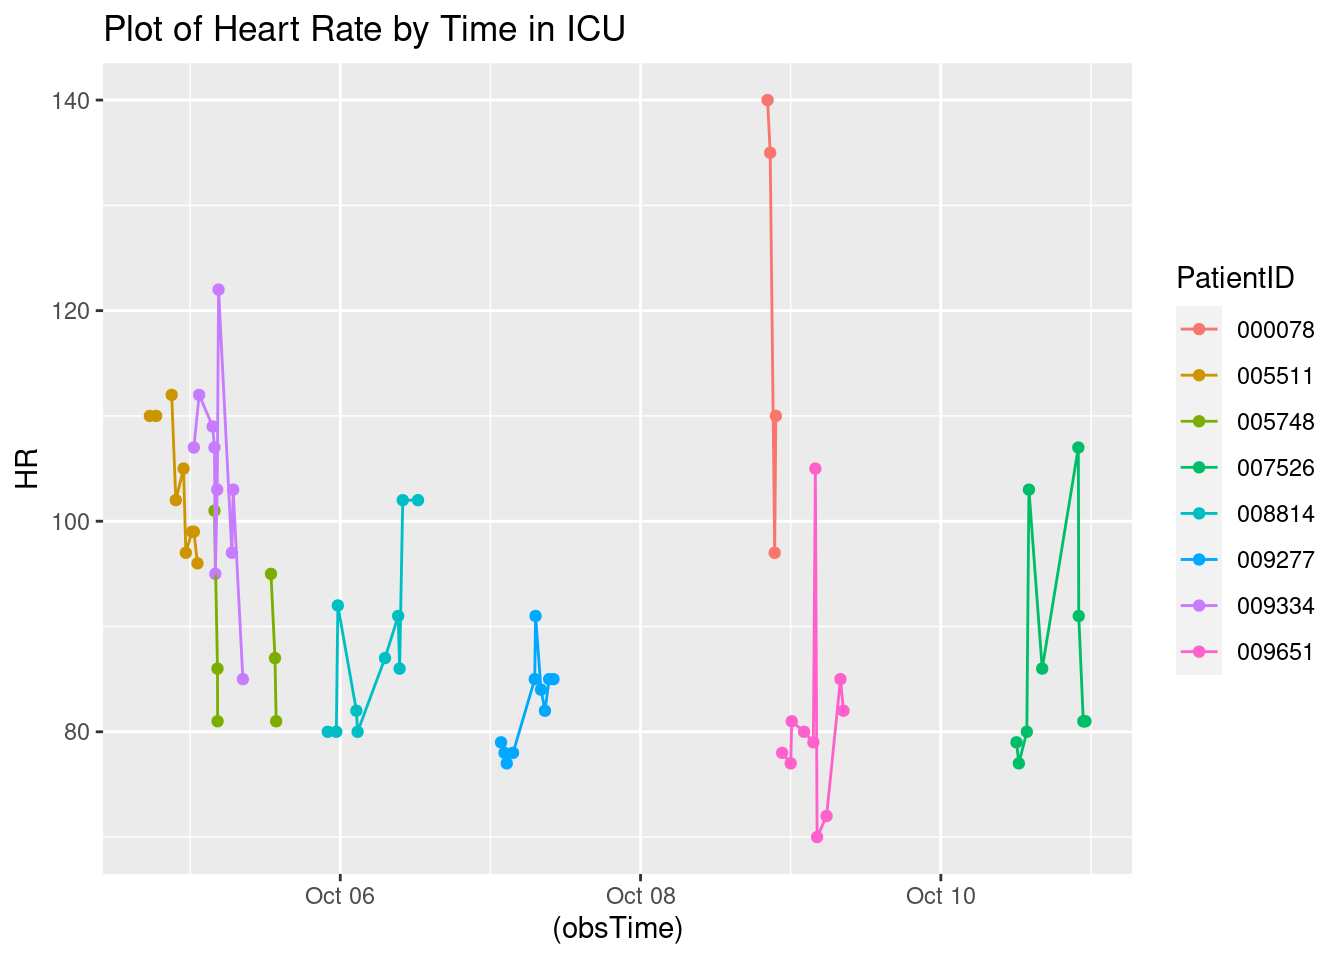 Plot of Heart Rate by Time in ICU
140
120
100
80
HR
Oct 06
Oct 08
Oct 10
(obsTime)
PatientID
000078
005511
005748
007526
008814
009277
009334
009651